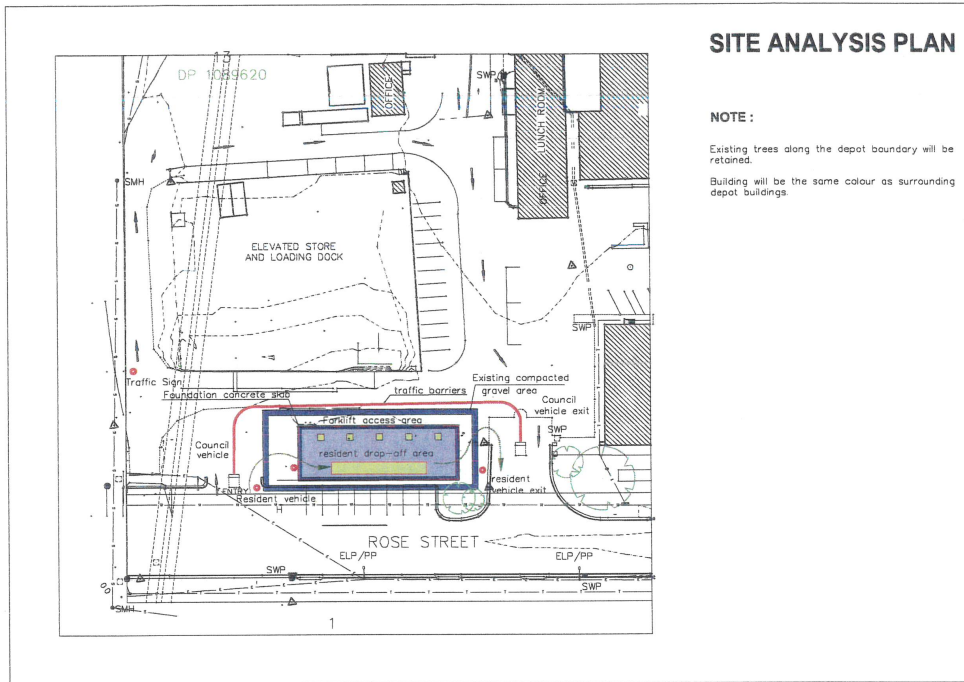 SITE ANALYSIS PLAN
NOTE :
Existing trees along the depot boundary will be
retained.
Building will be the same colour as surrounding
depot buildings.
13
DP 1089620
OFFICE
SWP
OFFICE
LUNCH ROOM
SMH
ELEVATED STORE
AND LOADING DOCK
SWP
Traffic Sign
Foundation concrete slab
traffic barriers
Existing compacted
gravel area
Council
vehicle exit
Forklift access area
SWP
Council
vehicle
resident drop-off area
resident
vehicle exit
ENTRY
Resident vehicle
ROSE STREET
ELP/PP
ELP/PP
SWP
SWP
SMH
1